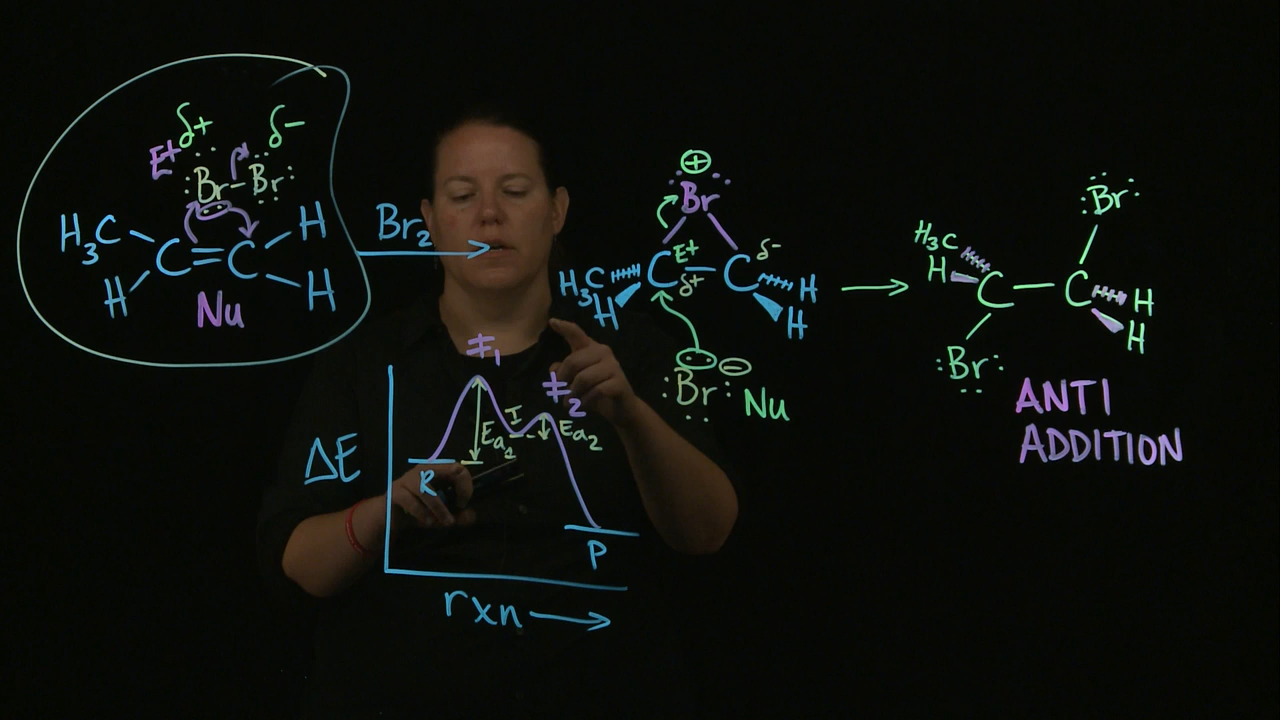 δ+ δ-
E+
:Br-Br:
H3C H
C=C
H H
Nu
Br2
⊕
Br
E+ δ-
H3C C-C H
δ+
H H
:Br: ⊖ Nu
:Br:
H3C
H C-C H
H
:Br:
ANTI
ADDITION
‡1
‡2
I
Ea1 Ea2
ΔE
R
P
rxn →